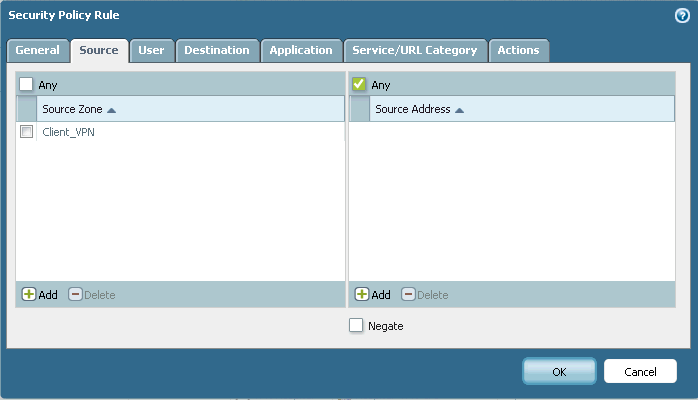 Security Policy Rule
General Source User Destination Application Service/URL Category Actions
Any Any
Source Zone Source Address
Client_VPN
Add Delete Add Delete
Negate
OK Cancel